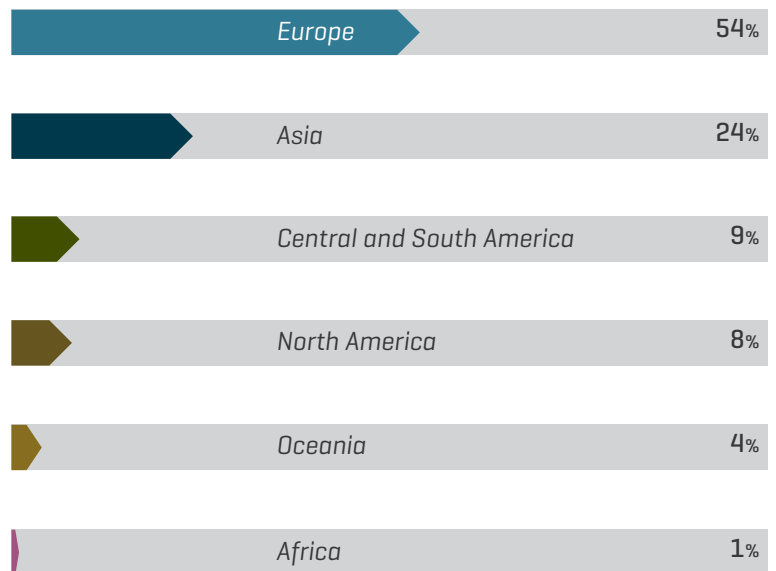 Europe 54%
Asia 24%
Central and South America 9%
North America 8%
Oceania 4%
Africa 1%